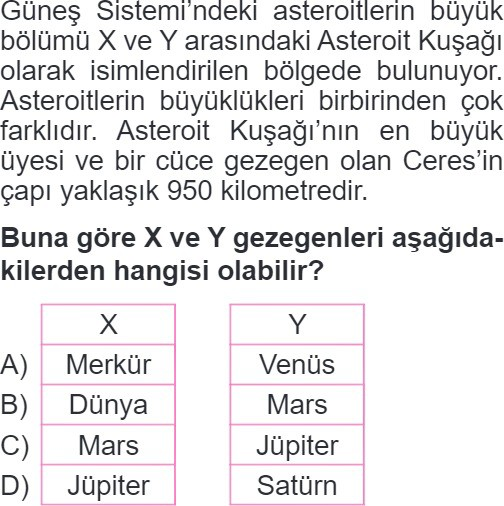 Güneş Sistemi’ndeki asteroitlerin büyük
bölümü X ve Y arasındaki Asteroit Kuşağı
olarak isimlendirilen bölgede bulunuyor.
Asteroitlerin büyüklükleri birbirinden çok
farklıdır. Asteroit Kuşağı’nın en büyük
üyesi ve bir cüce gezegen olan Ceres’in
çapı yaklaşık 950 kilometredir.
Buna göre X ve Y gezegenleri aşağıda-
kilerden hangisi olabilir?
X Y
A) Merkür Venüs
B) Dünya Mars
C) Mars Jüpiter
D) Jüpiter Satürn